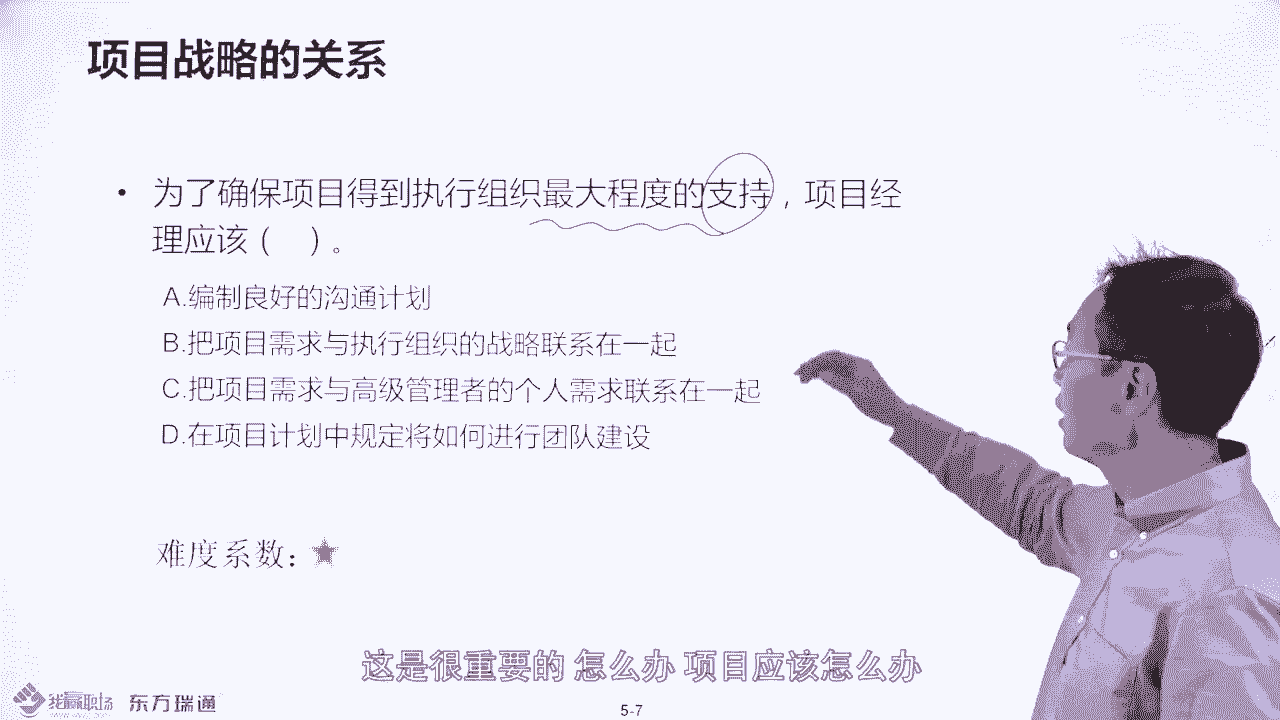 项目战略的关系
• 为了确保项目得到执行组织最大程度的支持，项目经
理应该（ ）。
A.编制良好的沟通计划
B.把项目需求与执行组织的战略联系在一起
C.把项目需求与高级管理者的个人需求联系在一起
D.在项目计划中规定将如何进行团队建设
难度系数：★
这是很重要的 怎么办 项目应该怎么办
我赢职场 东方瑞通
5-7